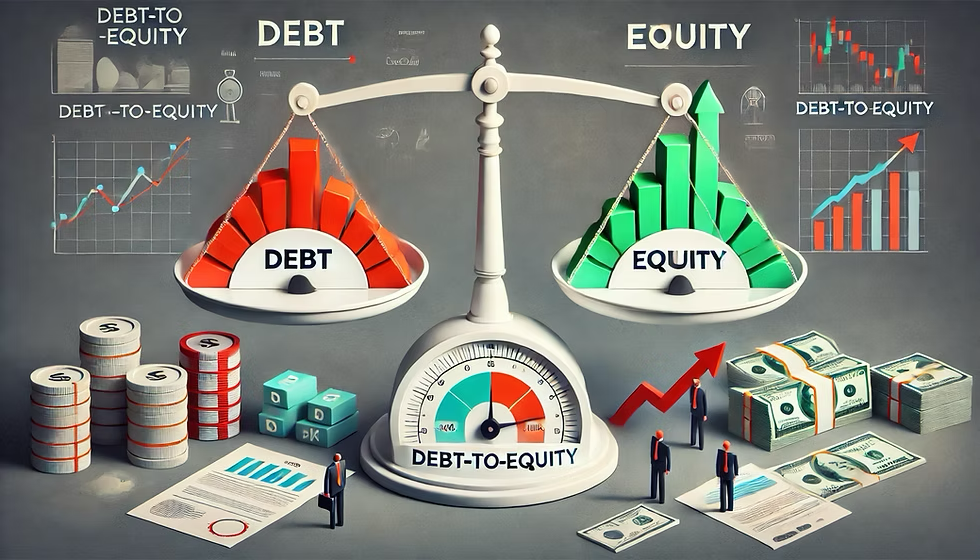 DEBT-TO
-EQUITY
DEBT
EQUITY
DEBT--TO-EQUITY
DEBT-TO-EQUITY
DEBT
EQUITY
DEBT-TO-EQUITY